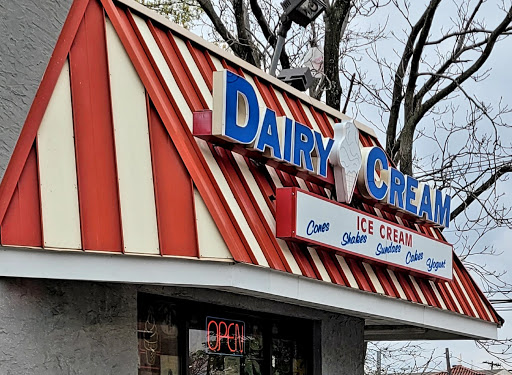 DAIRY CREAM
ICE CREAM
Cones Shakes Sundaes Cakes Yogurt
OPEN